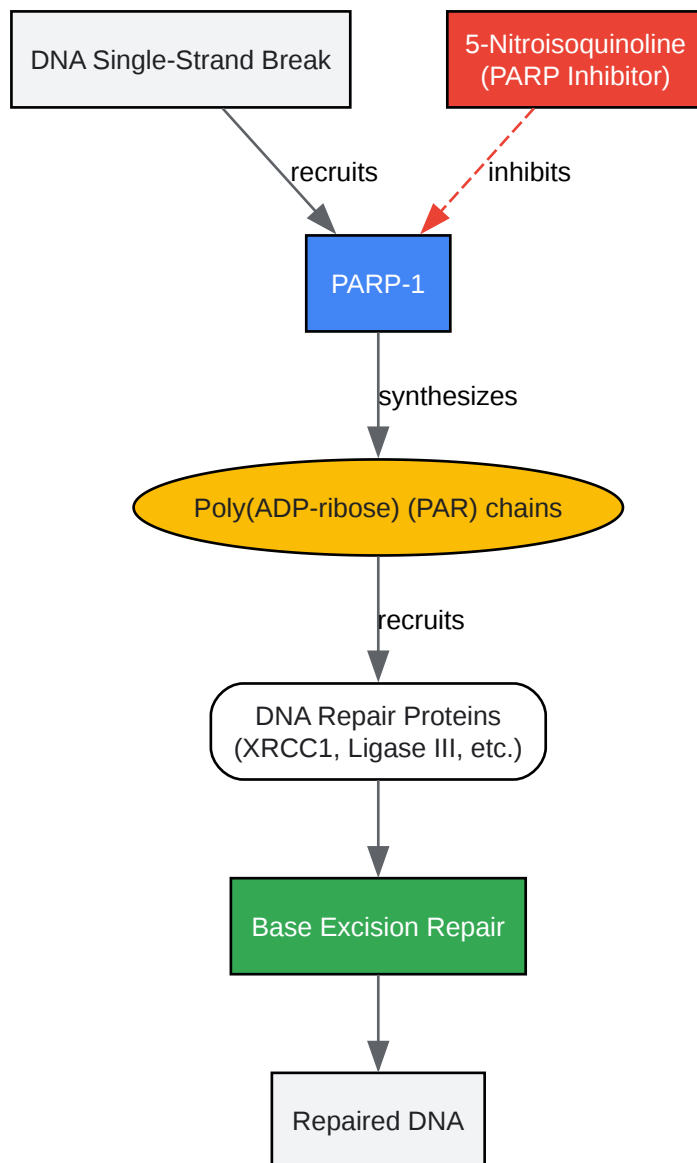 DNA Single-Strand Break
5-Nitroisoquinoline
(PARP Inhibitor)
recruits
inhibits
PARP-1
synthesizes
Poly(ADP-ribose) (PAR) chains
recruits
DNA Repair Proteins
(XRCC1, Ligase III, etc.)
Base Excision Repair
Repaired DNA